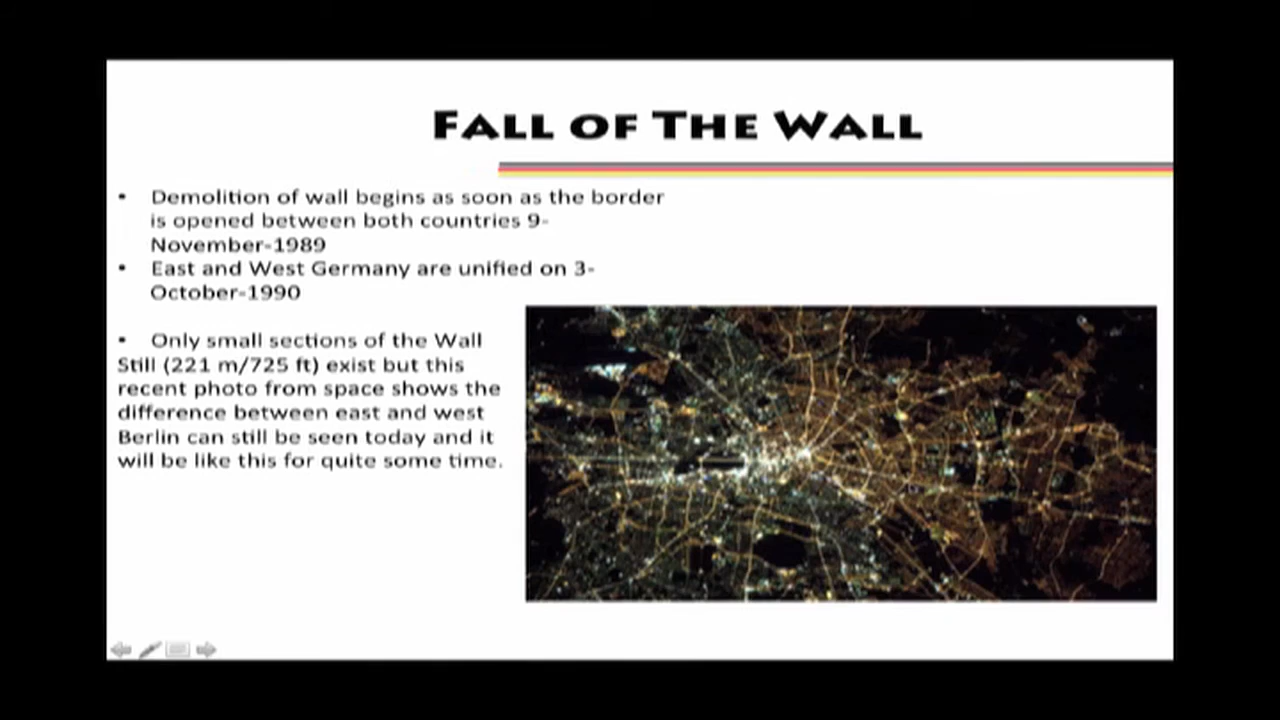 FALL OF THE WALL
• Demolition of wall begins as soon as the border
is opened between both countries 9-
November-1989
• East and West Germany are unified on 3-
October-1990
• Only small sections of the Wall
Still (221 m/725 ft) exist but this
recent photo from space shows the
difference between east and west
Berlin can still be seen today and it
will be like this for quite some time.